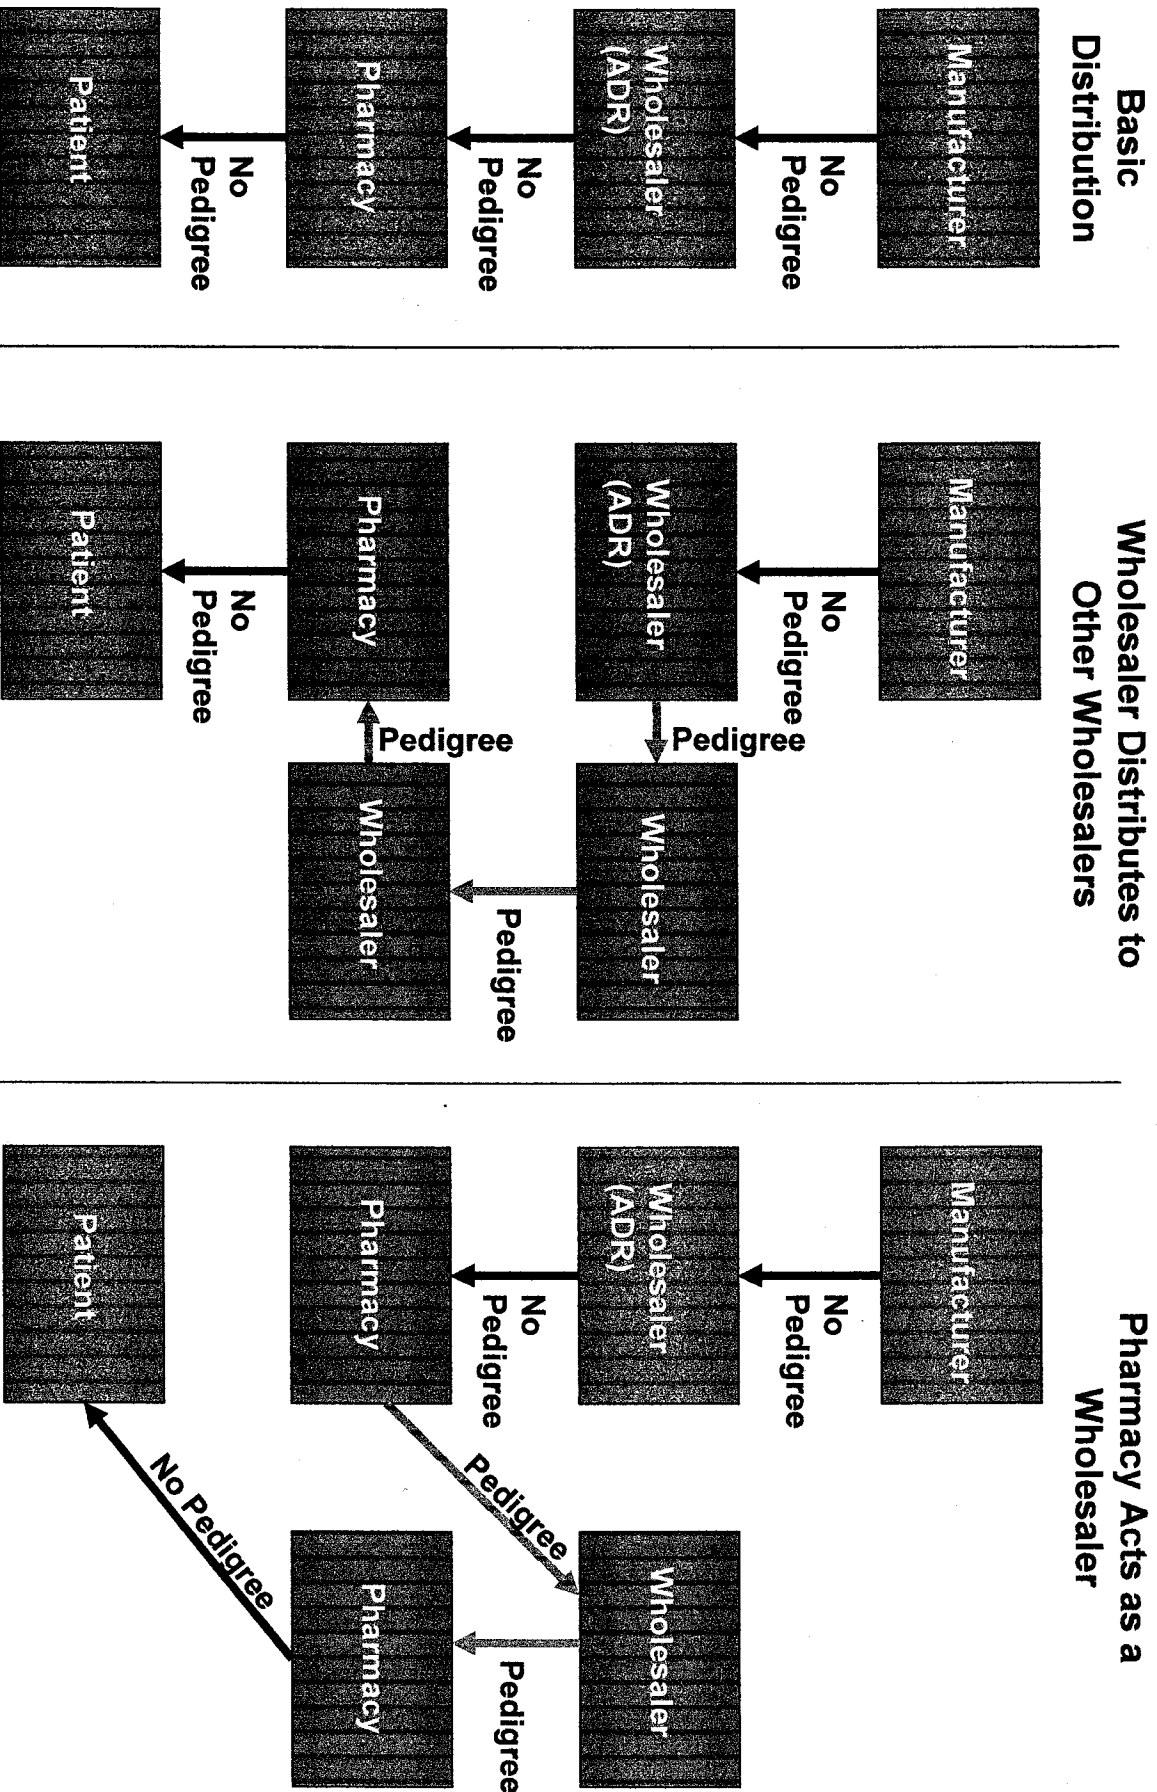 Basic
Distribution
Manufacturer
No
Pedigree
Wholesaler
(ADR)
No
Pedigree
Pharmacy
No
Pedigree
Patient
Wholesaler Distributes to
Other Wholesalers
Manufacturer
No
Pedigree
Wholesaler
(ADR)
Pedigree
Wholesaler
Pedigree
Wholesaler
Pedigree
Pharmacy
No
Pedigree
Patient
Pharmacy Acts as a
Wholesaler
Manufacturer
No
Pedigree
Wholesaler
(ADR)
No
Pedigree
Pharmacy
Pedigree
Wholesaler
Pedigree
Pharmacy
No Pedigree
Patient